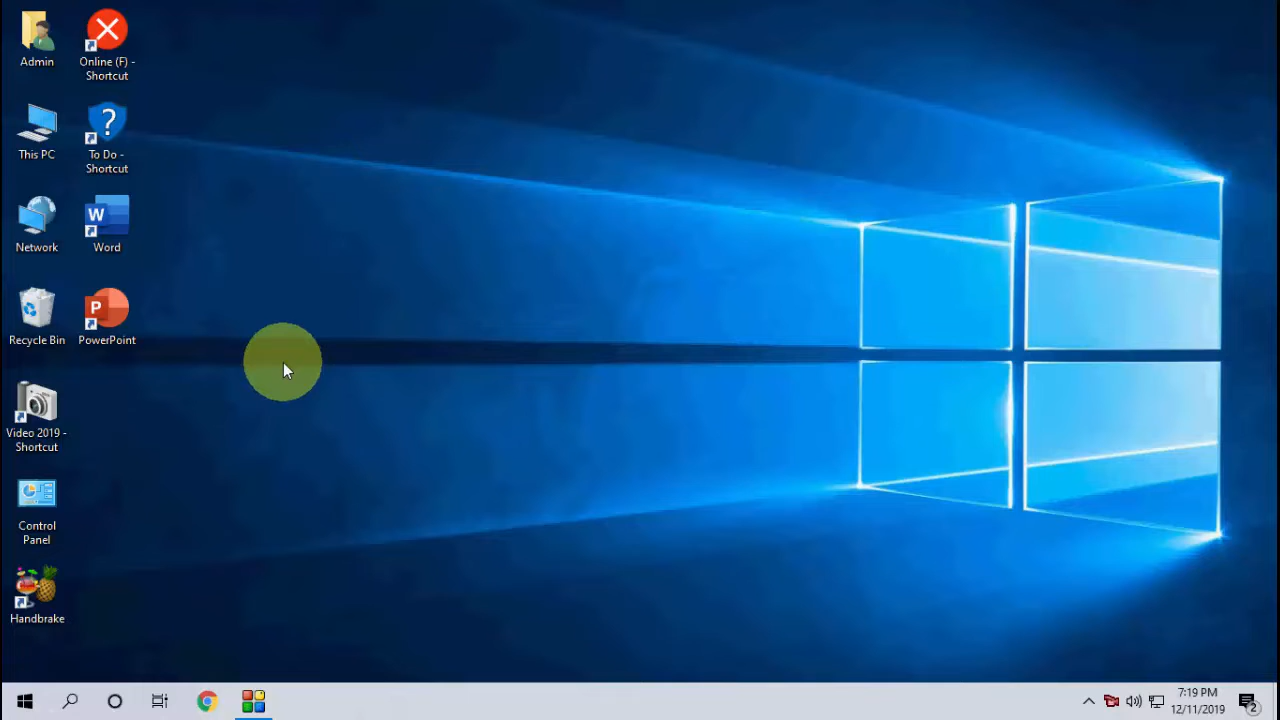 Admin
Online (F) -
Shortcut
This PC
To Do -
Shortcut
Network
W
Word
Recycle Bin
P
PowerPoint
Video 2019 -
Shortcut
Control
Panel
Handbrake
7:19 PM
12/11/2019
2